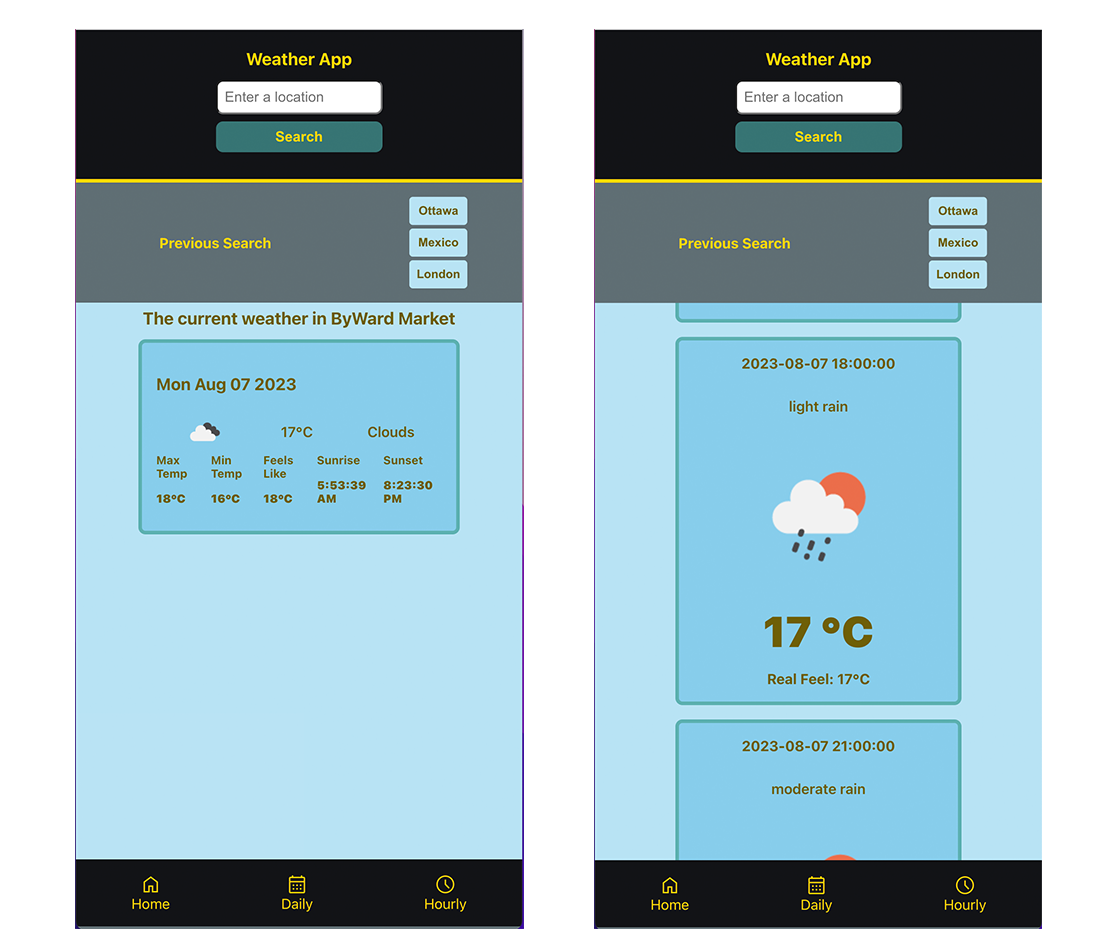 Weather App
Enter a location
Search
Previous Search
Ottawa
Mexico
London
The current weather in ByWard Market
Mon Aug 07 2023
17°C
Clouds
Max
Temp
18°C
Min
Temp
16°C
Feels
Like
18°C
Sunrise
5:53:39
AM
Sunset
8:23:30
PM
Home
Daily
Hourly
Weather App
Enter a location
Search
Previous Search
Ottawa
Mexico
London
2023-08-07 18:00:00
light rain
17 °C
Real Feel: 17°C
2023-08-07 21:00:00
moderate rain
Home
Daily
Hourly